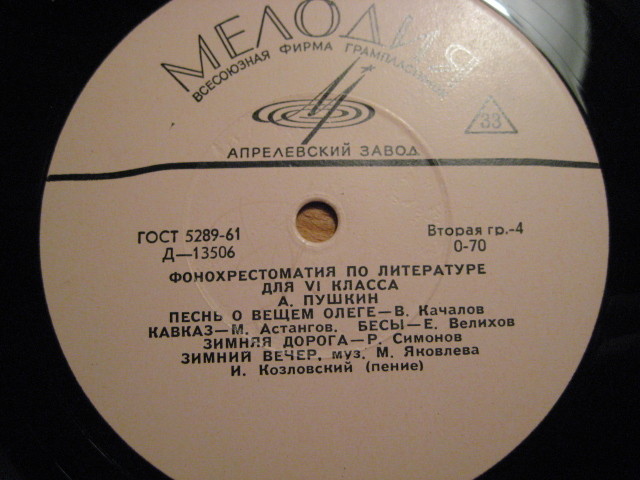 МЕЛОДИЯ
ВСЕСОЮЗНАЯ ФИРМА ГРАМПЛАСТИНОК
33
АПРЕЛЕВСКИЙ ЗАВОД
ГОСТ 5289-61
Д—13506
Вторая гр.-4
0-70
ФОНОХРЕСТОМАТИЯ ПО ЛИТЕРАТУРЕ
ДЛЯ VI КЛАССА
А. ПУШКИН
ПЕСНЬ О ВЕЩЕМ ОЛЕГЕ—В. Качалов
КАВКАЗ—М. Астангов. БЕСЫ—Е. Велихов
ЗИМНЯЯ ДОРОГА—Р. Симонов
ЗИМНИЙ ВЕЧЕР, муз. М. Яковлева
И. Козловский (пение)